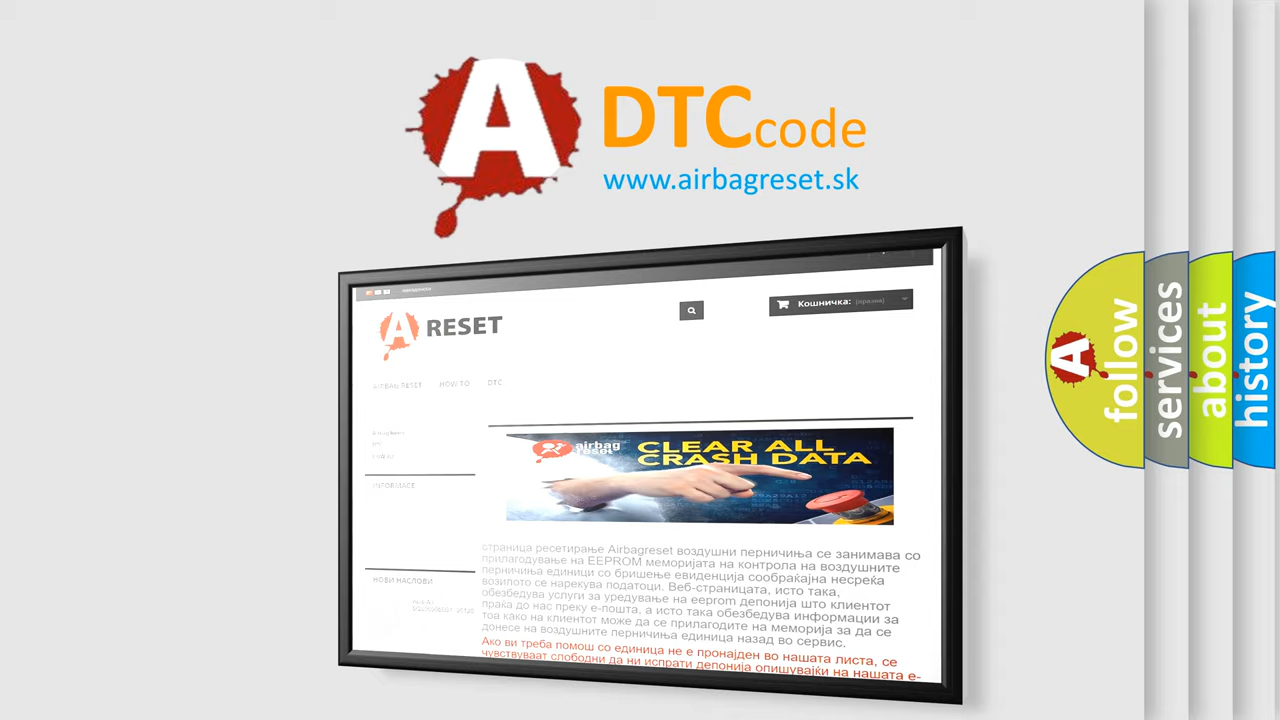 A
DTC code
www.airbagreset.sk
A RESET
Кошничка: (празна)
AIRBAG RESET HOW TO DTC
INFORMACE
airbag reset
CLEAR ALL
CRASH DATA
НОВИ НАСЛОВИ
страница ресетирање Airbagreset воздушни перничиња се занимава со
прилагодување на EEPROM меморијата на контрола на воздушните
перничиња единици со бришење евиденција сообраќајна несреќа
возилото се нарекува податоци. Веб-страницата, исто така,
обезбедува услуги за уредување на eeprom депонија што клиентот
праќа до нас преку е-пошта, а исто така обезбедува информации за
тоа како на клиентот може да се прилагодите на меморија за да се
донесе на воздушните перничиња единица назад во сервис.
Ако ви треба помош со единица не е пронајден во нашата листа, се
чувствуваат слободни да ни испрати депонија опишувајќи на нашата е-
A
follow
services
about
history